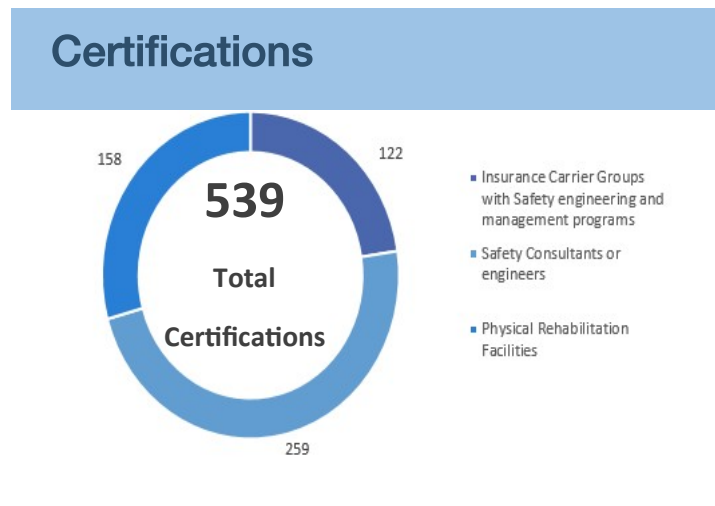 Certifications
158
122
539
Total
Certifications
259
Insurance Carrier Groups
with Safety engineering and
management programs
Safety Consultants or
engineers
Physical Rehabilitation
Facilities